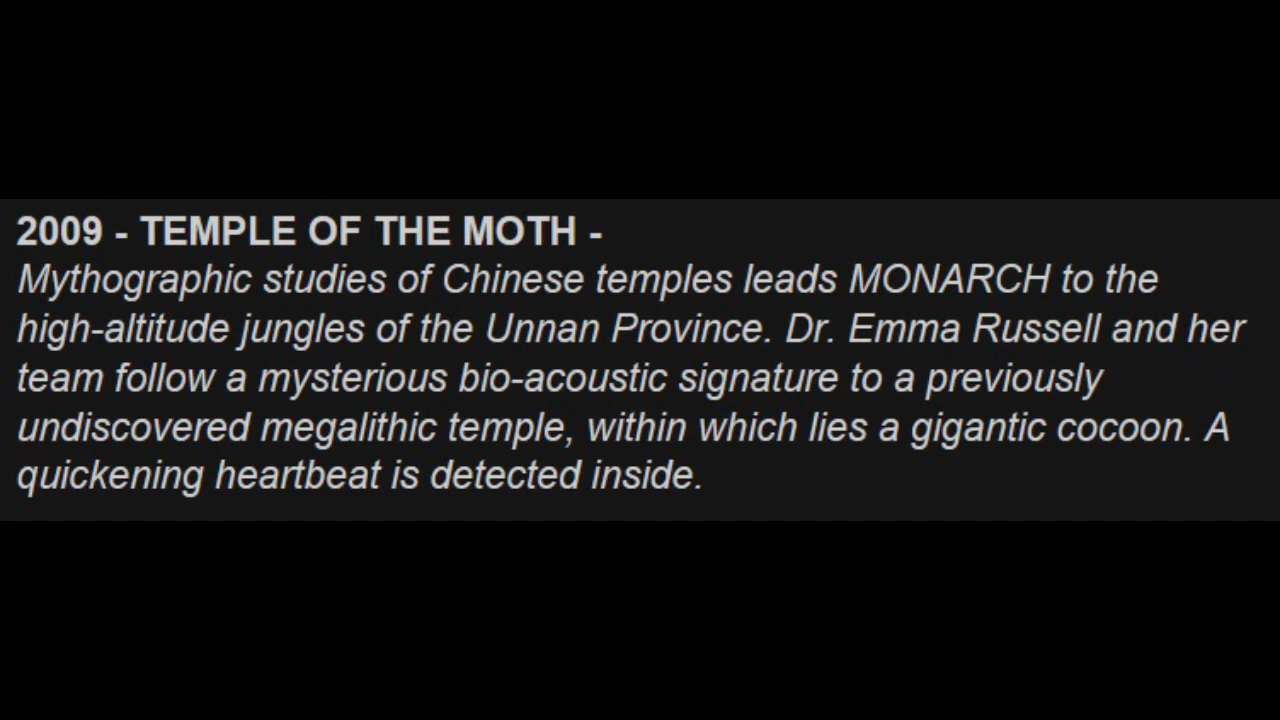 2009 - TEMPLE OF THE MOTH -
Mythographic studies of Chinese temples leads MONARCH to the
high-altitude jungles of the Unnan Province. Dr. Emma Russell and her
team follow a mysterious bio-acoustic signature to a previously
undiscovered megalithic temple, within which lies a gigantic cocoon. A
quickening heartbeat is detected inside.